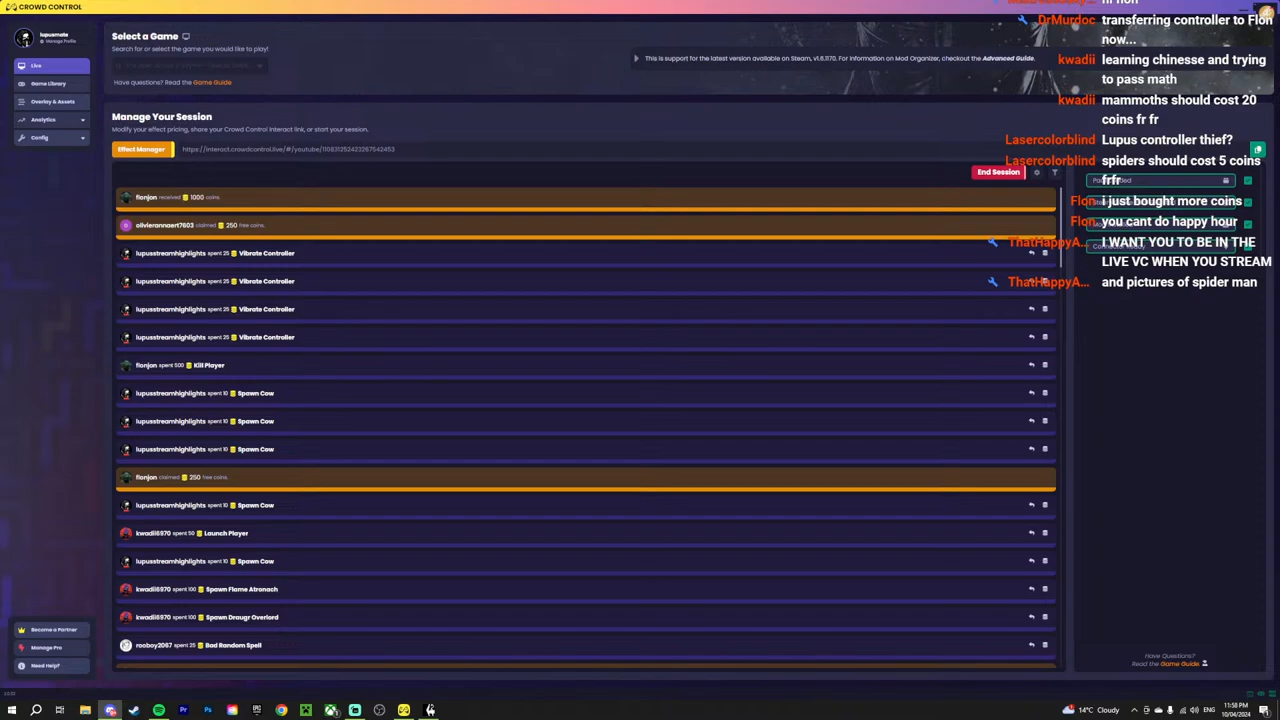 CROWD CONTROL
lupusmate
Manage Profile
Live
Game Library
Overlay & Assets
Analytics
Config
Become a Partner
Manage Pro
Need Help?
Select a Game
Search for or select the game you would like to play!
Have questions? Read the Game Guide
This is support for the latest version available on Steam, v1.6.1170. For information on Mod Organizer, checkout the Advanced Guide.
Manage Your Session
Modify your effect pricing, share your Crowd Control Interact link, or start your session.
Effect Manager
https://interact.crowdcontrol.live/#/youtube/110831253423267542453
End Session
flonjon received 1000 coins.
olivierannaert7603 claimed 250 free coins.
lupusstreamhighlights spent 25 Vibrate Controller
lupusstreamhighlights spent 25 Vibrate Controller
lupusstreamhighlights spent 25 Vibrate Controller
lupusstreamhighlights spent 25 Vibrate Controller
flonjon spent 500 Kill Player
lupusstreamhighlights spent 10 Spawn Cow
lupusstreamhighlights spent 10 Spawn Cow
lupusstreamhighlights spent 10 Spawn Cow
flonjon claimed 250 free coins.
lupusstreamhighlights spent 10 Spawn Cow
kwadii6970 spent 50 Launch Player
lupusstreamhighlights spent 10 Spawn Cow
kwadii6970 spent 100 Spawn Flame Atronach
kwadii6970 spent 100 Spawn Draugr Overlord
rooboy2067 spent 25 Bad Random Spell
DrMurdoc transferring controller to Flon
now...
kwadii learning chinesse and trying
to pass math
kwadii mammoths should cost 20
coins fr fr
Lasercolorblind Lupus controller thief?
Lasercolorblind spiders should cost 5 coins
frfr
Flon i just bought more coins
Flon you cant do happy hour
ThatHappyA... I WANT YOU TO BE IN THE
LIVE VC WHEN YOU STREAM
ThatHappyA... and pictures of spider man
Have Questions?
Read the Game Guide.
14°C Cloudy
ENG
11:58 PM
10/04/2024